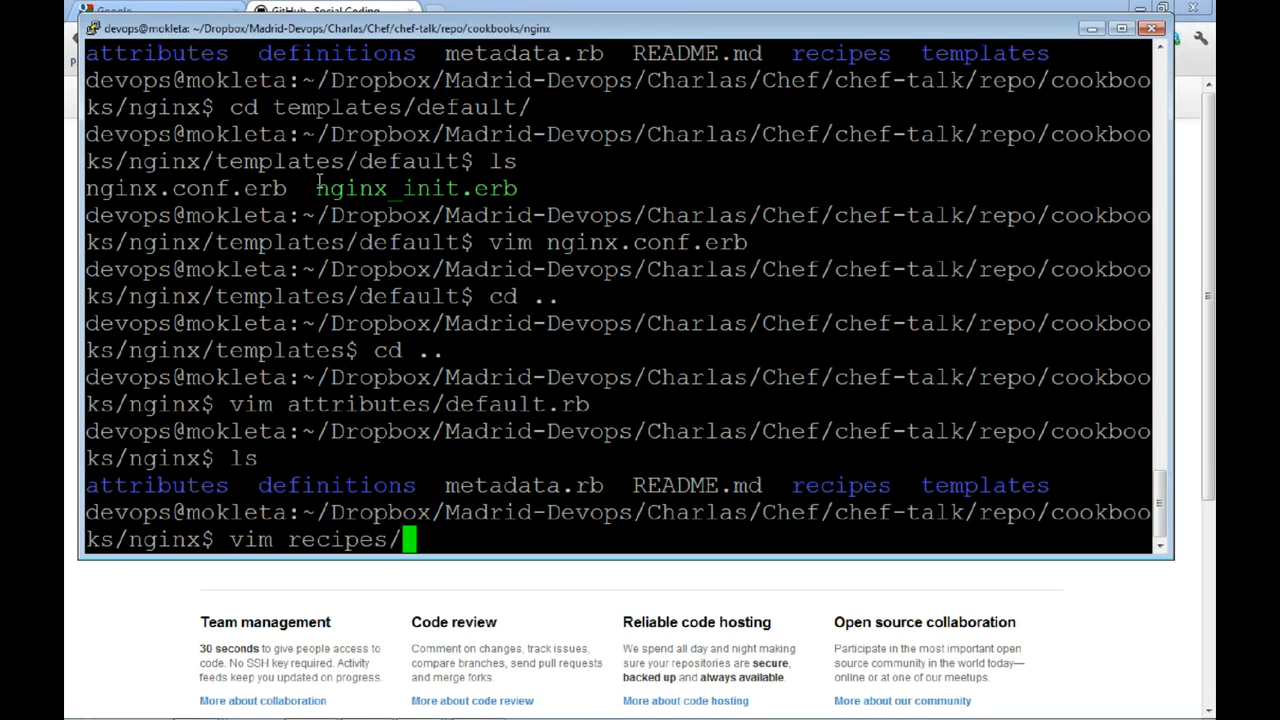 Google
GitHub · Social Coding
devops@mokleta: ~/Dropbox/Madrid-Devops/Charlas/Chef/chef-talk/repo/cookbooks/nginx
attributes definitions metadata.rb README.md recipes templates
devops@mokleta:~/Dropbox/Madrid-Devops/Charlas/Chef/chef-talk/repo/cookboo
ks/nginx$ cd templates/default/
devops@mokleta:~/Dropbox/Madrid-Devops/Charlas/Chef/chef-talk/repo/cookboo
ks/nginx/templates/default$ ls
nginx.conf.erb nginx_init.erb
devops@mokleta:~/Dropbox/Madrid-Devops/Charlas/Chef/chef-talk/repo/cookboo
ks/nginx/templates/default$ vim nginx.conf.erb
devops@mokleta:~/Dropbox/Madrid-Devops/Charlas/Chef/chef-talk/repo/cookboo
ks/nginx/templates/default$ cd ..
devops@mokleta:~/Dropbox/Madrid-Devops/Charlas/Chef/chef-talk/repo/cookboo
ks/nginx/templates$ cd ..
devops@mokleta:~/Dropbox/Madrid-Devops/Charlas/Chef/chef-talk/repo/cookboo
ks/nginx$ vim attributes/default.rb
devops@mokleta:~/Dropbox/Madrid-Devops/Charlas/Chef/chef-talk/repo/cookboo
ks/nginx$ ls
attributes definitions metadata.rb README.md recipes templates
devops@mokleta:~/Dropbox/Madrid-Devops/Charlas/Chef/chef-talk/repo/cookboo
ks/nginx$ vim recipes/
Team management
30 seconds to give people access to
code. No SSH key required. Activity
feeds keep you updated on progress.
More about collaboration
Code review
Comment on changes, track issues,
compare branches, send pull requests
and merge forks.
More about code review
Reliable code hosting
We spend all day and night making
sure your repositories are secure,
backed up and always available.
More about code hosting
Open source collaboration
Participate in the most important open
source community in the world today—
online or at one of our meetups.
More about our community